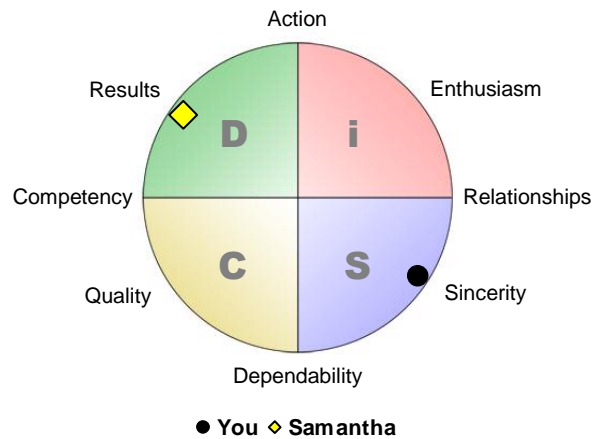 Action
Results
Enthusiasm
D
i
Competency
Relationships
C
S
Quality
Sincerity
Dependability
You Samantha